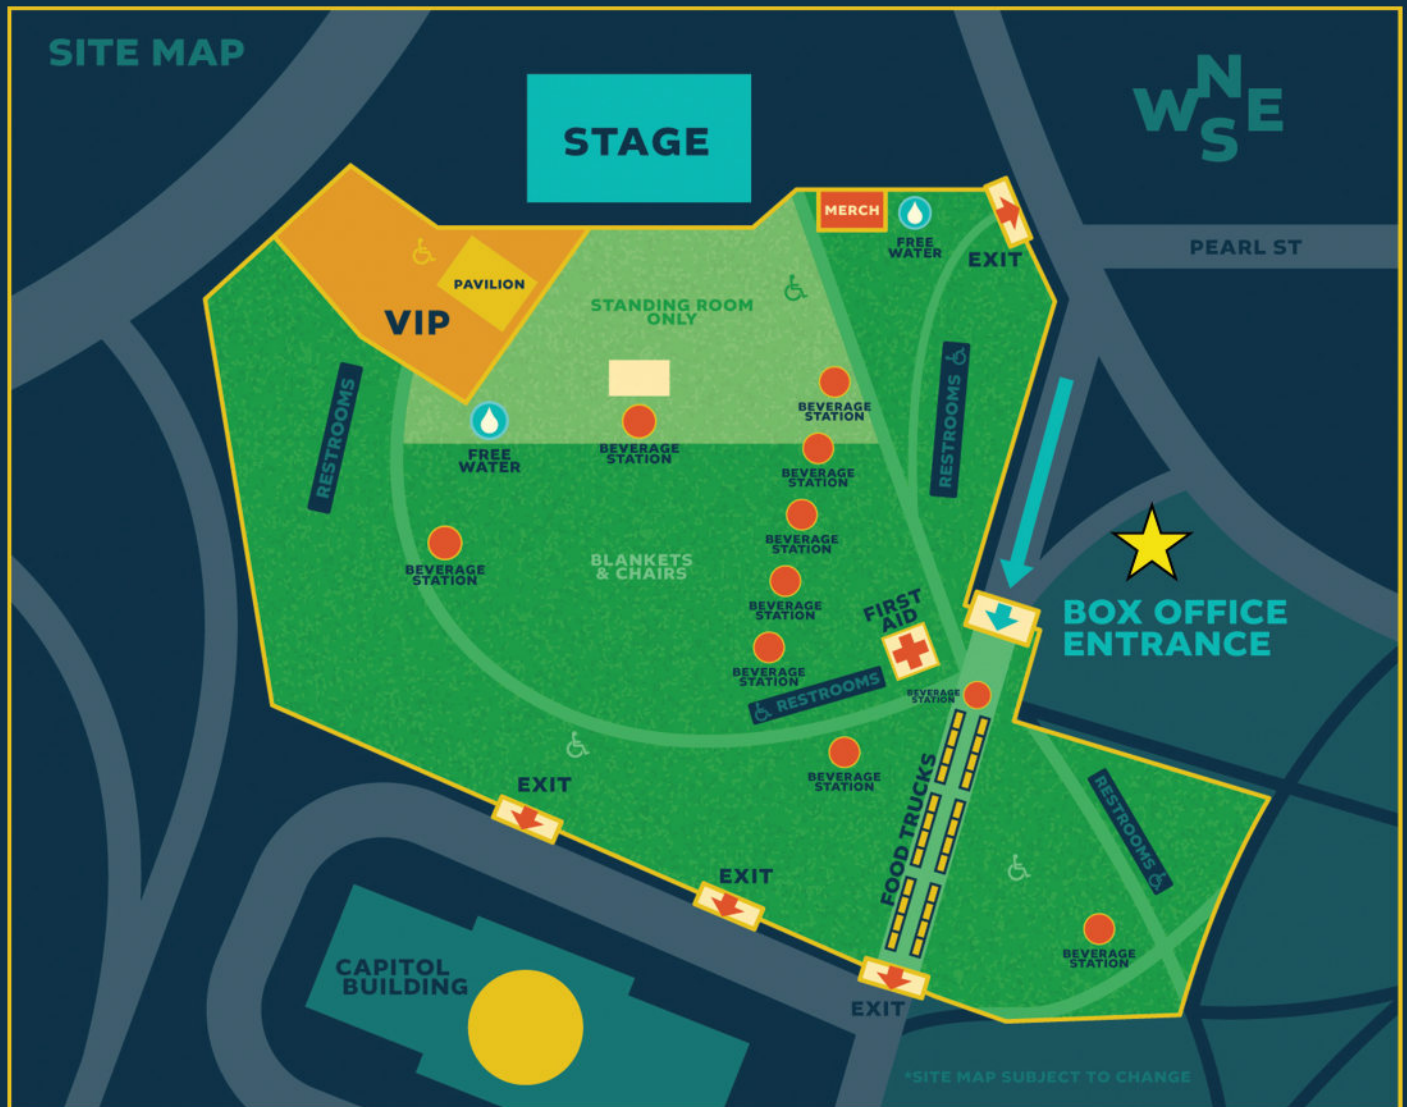 SITE MAP
N
W E
S
STAGE
PEARL ST
MERCH
FREE
WATER
EXIT
PAVILION
VIP
STANDING ROOM
ONLY
RESTROOMS
RESTROOMS
BEVERAGE
STATION
FREE
WATER
BEVERAGE
STATION
BEVERAGE
STATION
BEVERAGE
STATION
BEVERAGE
STATION
BLANKETS
& CHAIRS
BEVERAGE
STATION
FIRST
AID
BOX OFFICE
ENTRANCE
BEVERAGE
STATION
RESTROOMS
BEVERAGE
STATION
BEVERAGE
STATION
EXIT
FOOD TRUCKS
RESTROOMS
EXIT
BEVERAGE
STATION
CAPITOL
BUILDING
EXIT
*SITE MAP SUBJECT TO CHANGE